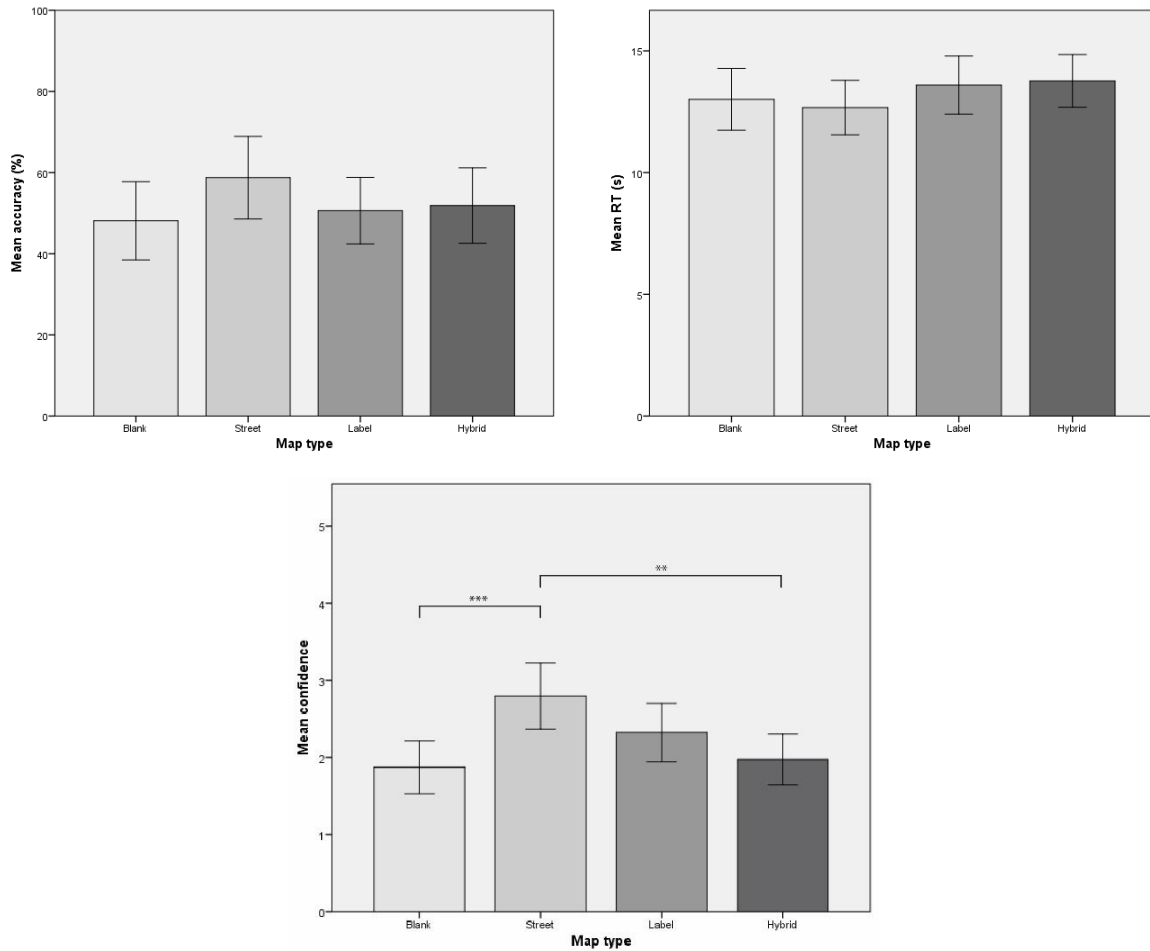 100
80
60
40
20
0
Mean accuracy (%)
Blank Street Label Hybrid
Map type
15
10
5
0
Mean RT (s)
Blank Street Label Hybrid
Map type
5
4
3
2
1
0
Mean confidence
***
**
Blank Street Label Hybrid
Map type